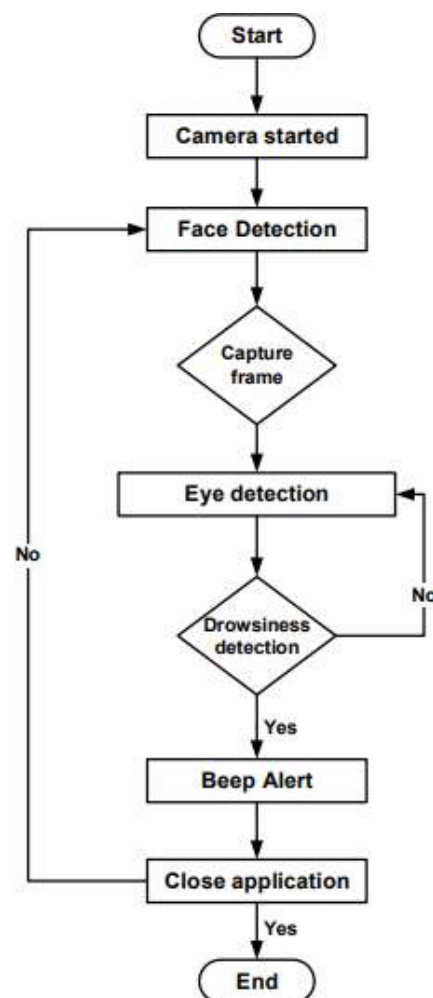 Start
Camera started
Face Detection
Capture
frame
Eye detection
No
No
Drowsiness
detection
Yes
Beep Alert
Close application
Yes
End